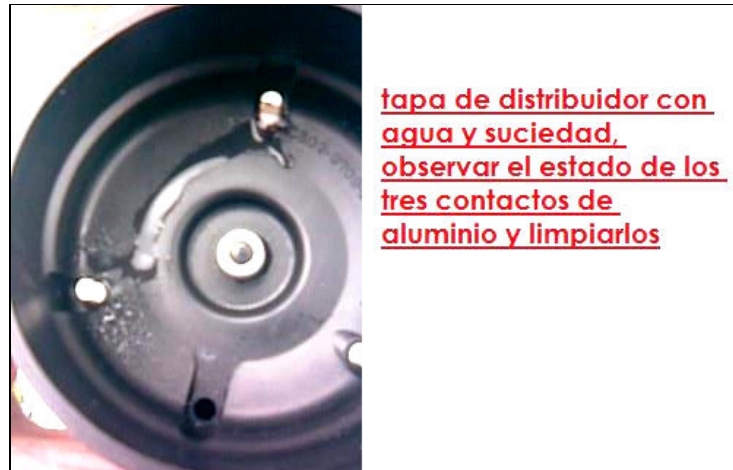 tapa de distribuidor con
agua y suciedad,
observar el estado de los
tres contactos de
aluminio y limpiarlos